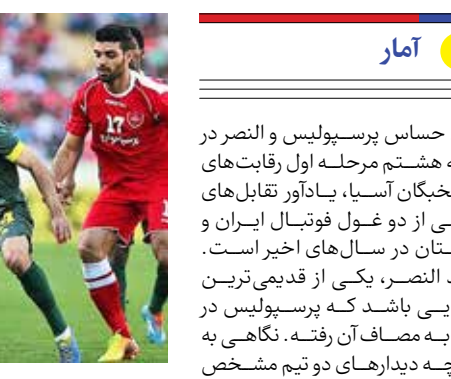 آمار
حساس پرسپولیس و النصر در
هشتم مرحله اول رقابت‌های
آسیا، یادآور تقابل‌های
از دو غول فوتبال ایران و
در سال‌های اخیر است.
النصر، یکی از قدیمی‌ترین
باشد که پرسپولیس در
به مصاف آن رفته. نگاهی به
دیدارهای دو تیم مشخص
17